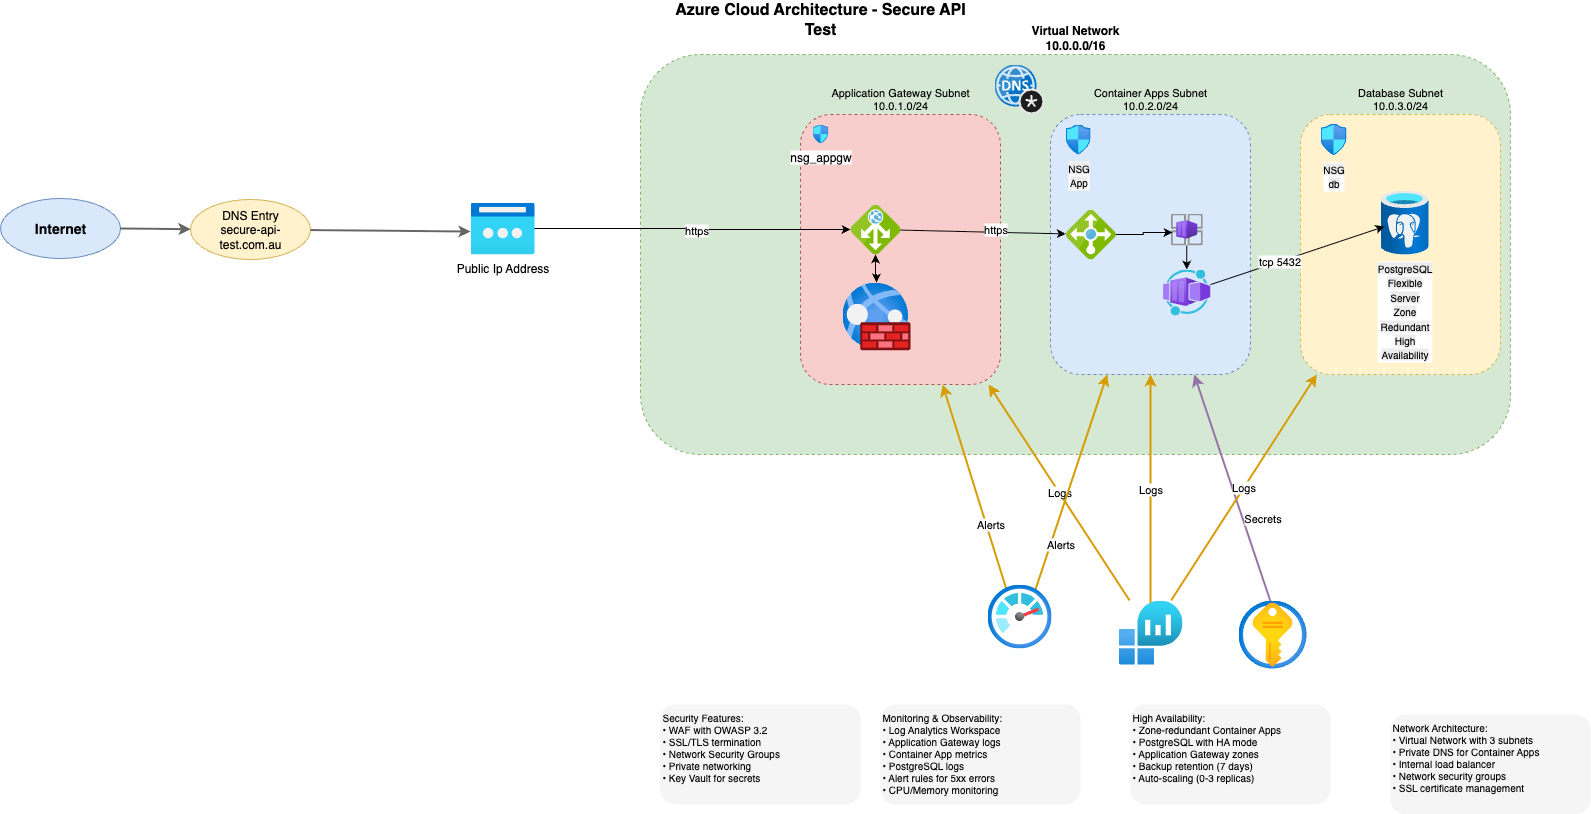 Azure Cloud Architecture - Secure API
Test
Virtual Network
10.0.0.0/16
DNS
*
Application Gateway Subnet
10.0.1.0/24
Container Apps Subnet
10.0.2.0/24
Database Subnet
10.0.3.0/24
nsg_appgw
NSG
App
NSG
db
Internet
DNS Entry
secure-api-
test.com.au
Public Ip Address
https
https
tcp 5432
PostgreSQL
Flexible
Server
Zone
Redundant
High
Availability
Logs
Logs
Logs
Alerts
Alerts
Secrets
Security Features:
• WAF with OWASP 3.2
• SSL/TLS termination
• Network Security Groups
• Private networking
• Key Vault for secrets
Monitoring & Observability:
• Log Analytics Workspace
• Application Gateway logs
• Container App metrics
• PostgreSQL logs
• Alert rules for 5xx errors
• CPU/Memory monitoring
High Availability:
• Zone-redundant Container Apps
• PostgreSQL with HA mode
• Application Gateway zones
• Backup retention (7 days)
• Auto-scaling (0-3 replicas)
Network Architecture:
• Virtual Network with 3 subnets
• Private DNS for Container Apps
• Internal load balancer
• Network security groups
• SSL certificate management